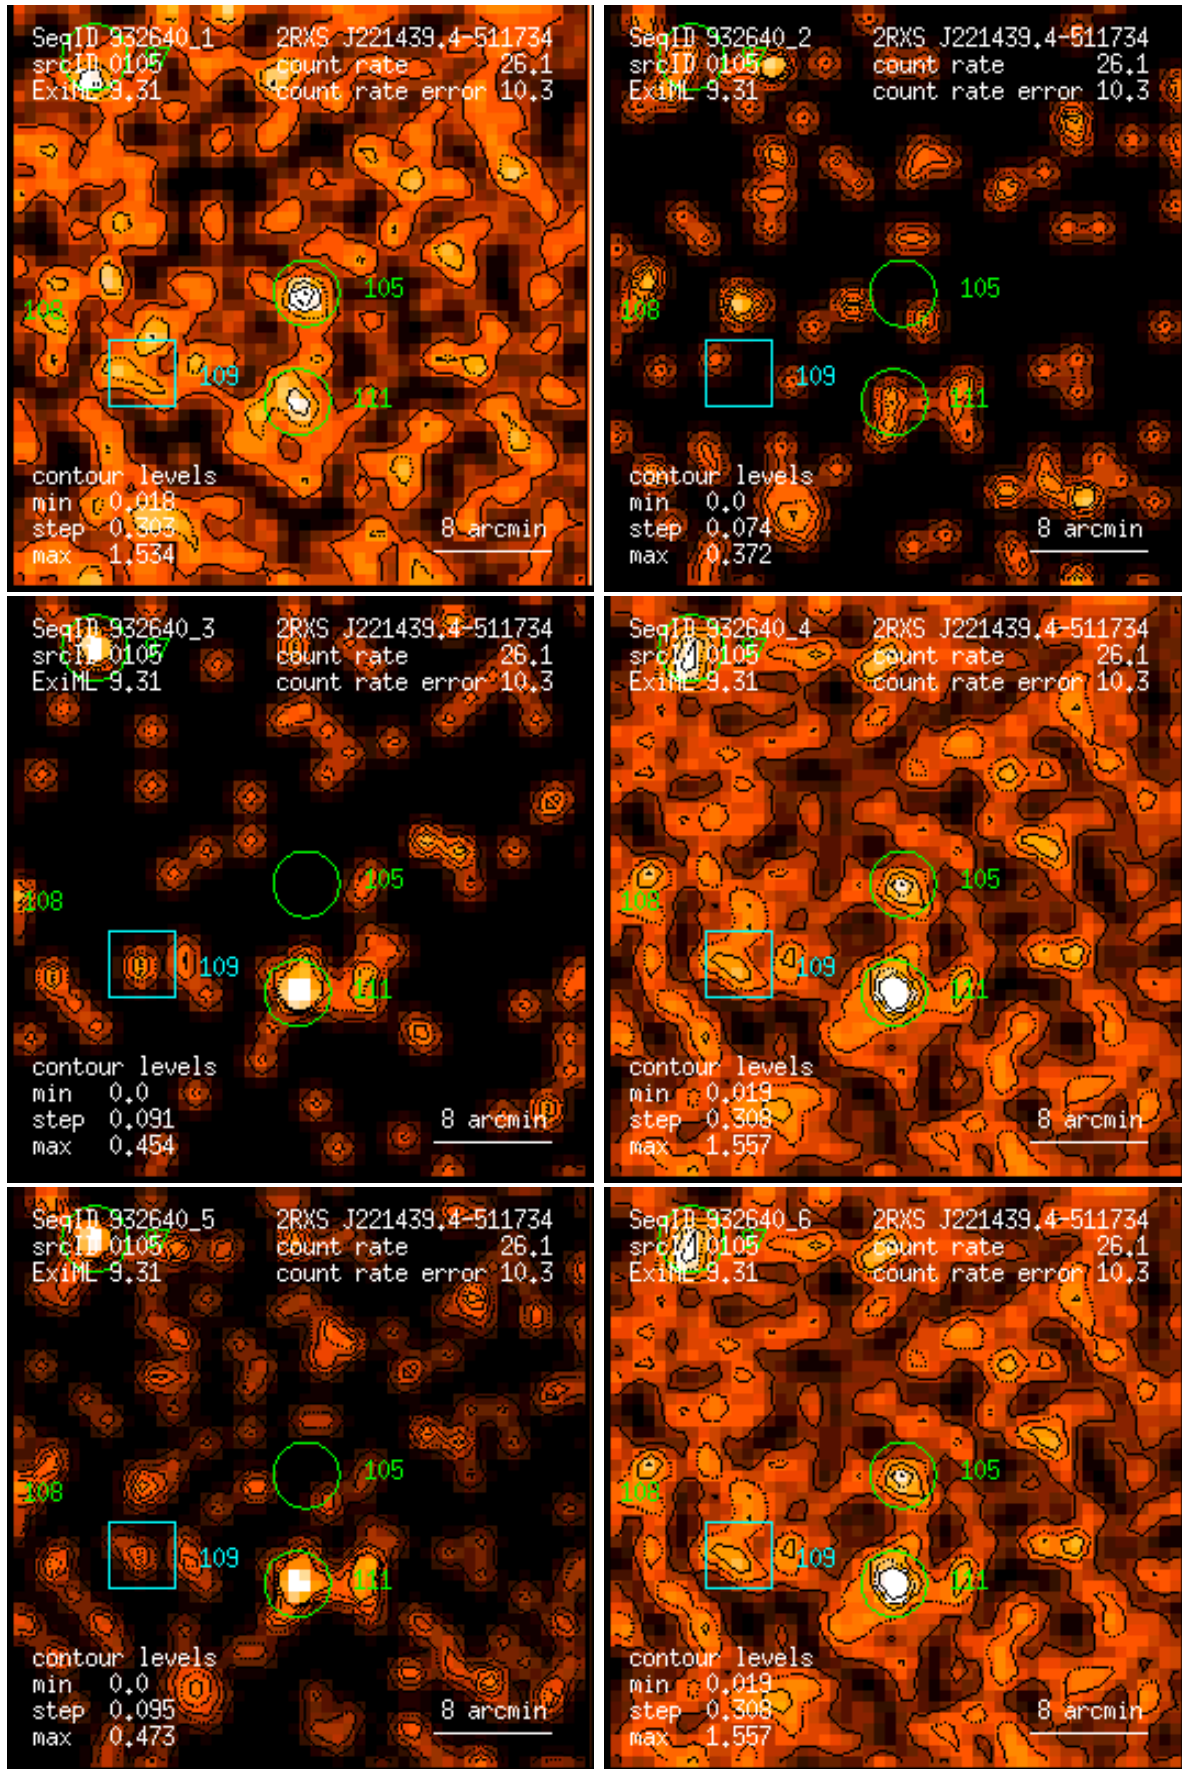 SeqID 932640_1 2RXS J221439.4-511734
srcID 0105 97 count rate 26.1
ExiML 9.31 count rate error 10.3
105
108
109
111
contour levels
min 0.018
step 0.303 8 arcmin
max 1.534
SeqID 932640_2 2RXS J221439.4-511734
srcID 0105 97 count rate 26.1
ExiML 9.31 count rate error 10.3
105
108
109
111
contour levels
min 0.0
step 0.074 8 arcmin
max 0.372
SeqID 932640_3 2RXS J221439.4-511734
srcID 0105 97 count rate 26.1
ExiML 9.31 count rate error 10.3
105
108
109
111
contour levels
min 0.0
step 0.091 8 arcmin
max 0.454
SeqID 932640_4 2RXS J221439.4-511734
srcID 0105 97 count rate 26.1
ExiML 9.31 count rate error 10.3
105
108
109
111
contour levels
min 0.019
step 0.308 8 arcmin
max 1.557
SeqID 932640_5 2RXS J221439.4-511734
srcID 0105 97 count rate 26.1
ExiML 9.31 count rate error 10.3
105
108
109
111
contour levels
min 0.0
step 0.095 8 arcmin
max 0.473
SeqID 932640_6 2RXS J221439.4-511734
srcID 0105 97 count rate 26.1
ExiML 9.31 count rate error 10.3
105
108
109
111
contour levels
min 0.019
step 0.308 8 arcmin
max 1.557